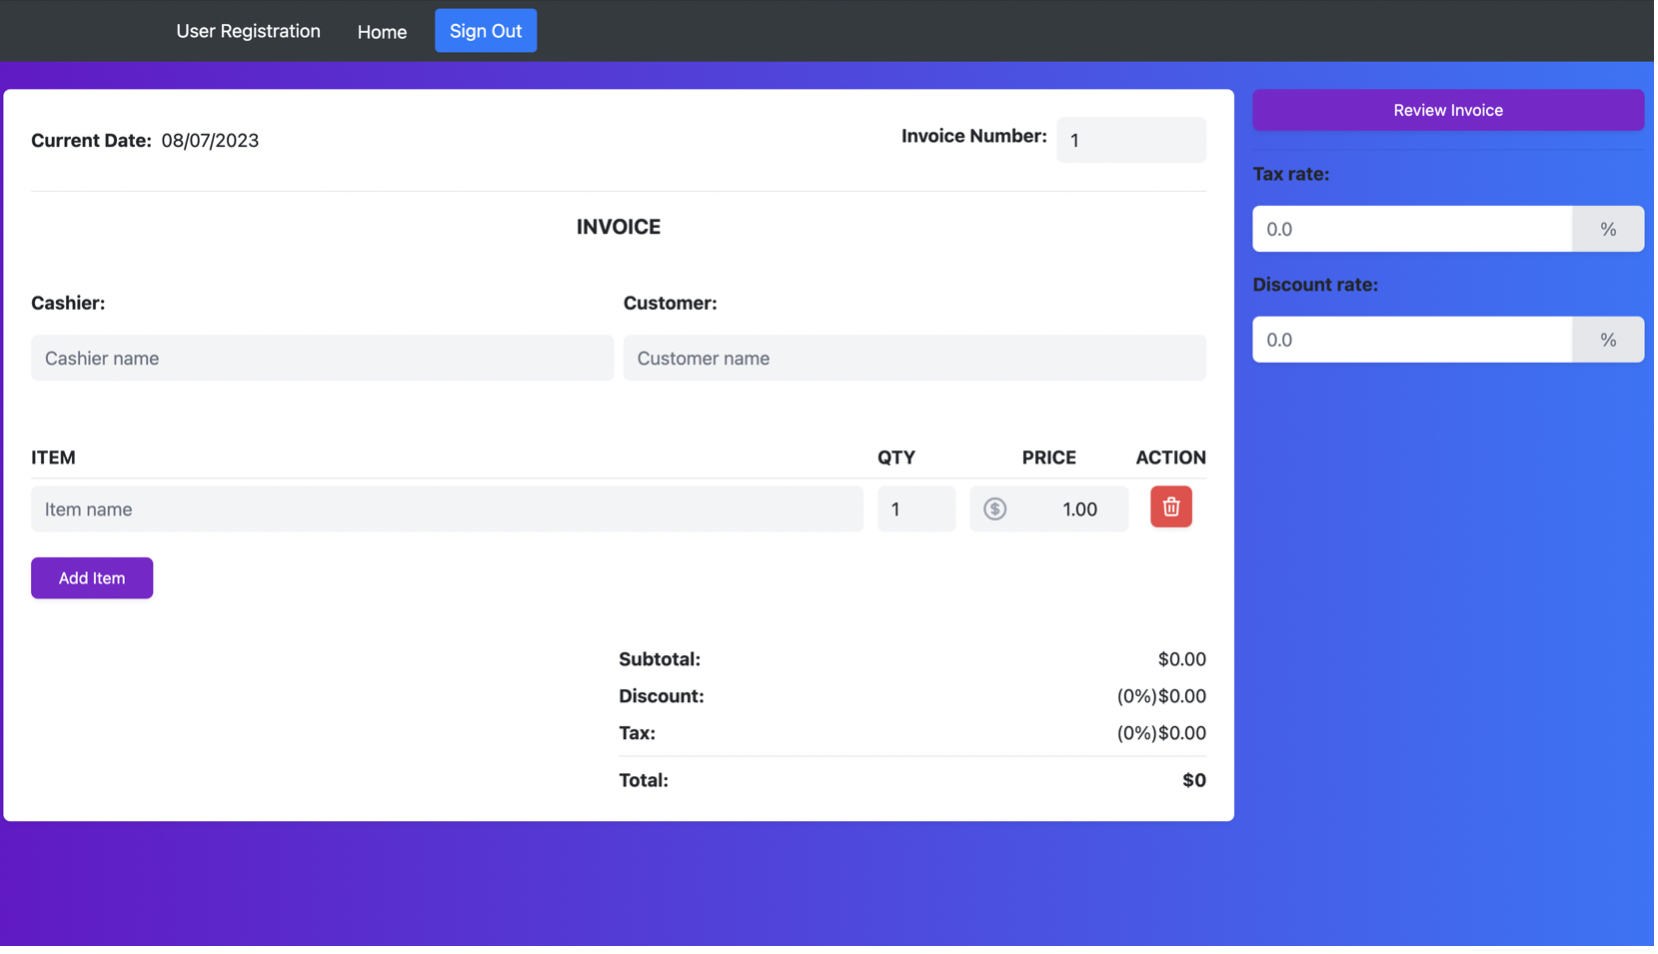 User Registration Home Sign Out
Current Date: 08/07/2023
Invoice Number: 1
INVOICE
Cashier:
Cashier name
Customer:
Customer name
ITEM QTY PRICE ACTION
Item name 1 $ 1.00
Add Item
Subtotal: $0.00
Discount: (0%)$0.00
Tax: (0%)$0.00
Total: $0
Review Invoice
Tax rate:
0.0 %
Discount rate:
0.0 %